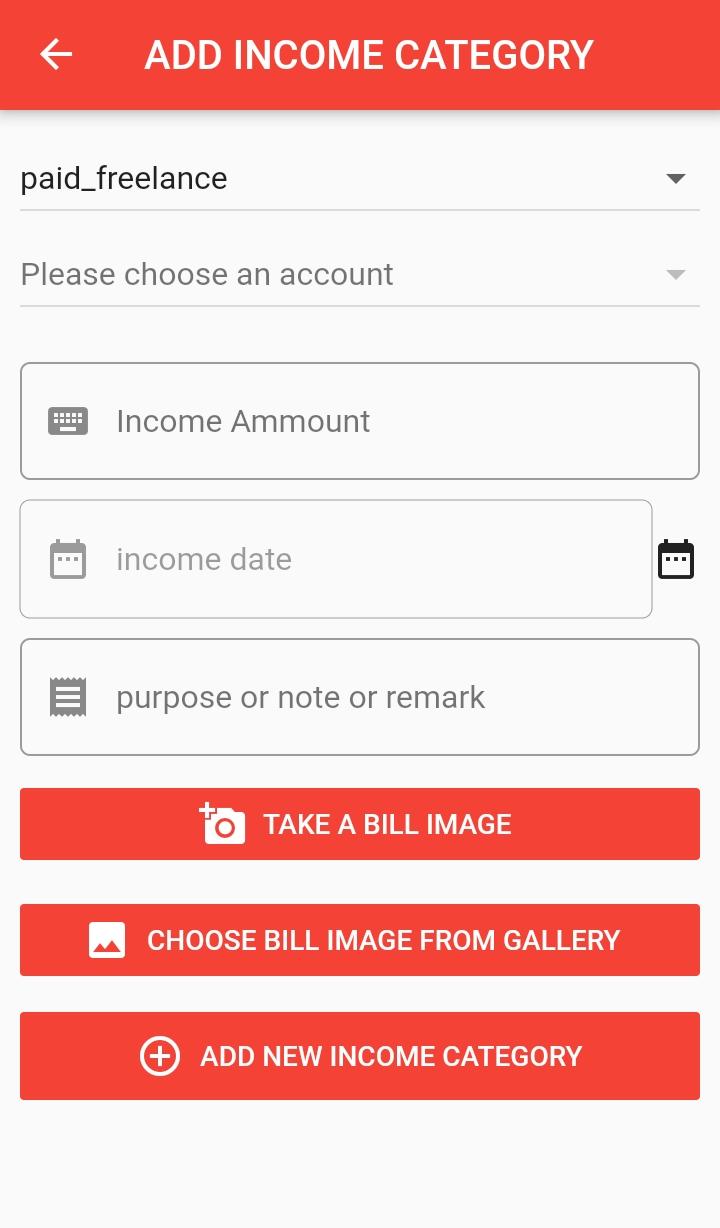 ADD INCOME CATEGORY
paid_freelance
Please choose an account
Income Ammount
income date
purpose or note or remark
TAKE A BILL IMAGE
CHOOSE BILL IMAGE FROM GALLERY
ADD NEW INCOME CATEGORY